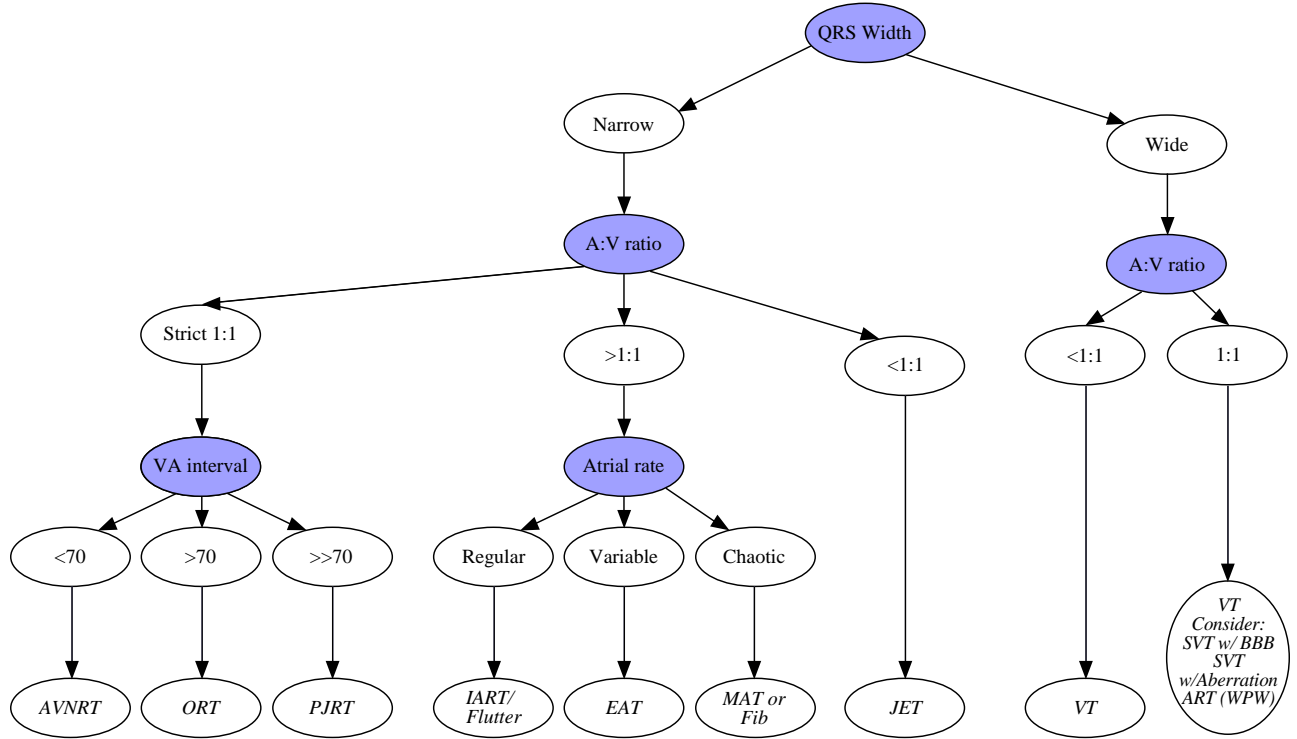 QRS Width
Narrow
Wide
A:V ratio
A:V ratio
Strict 1:1
>1:1
<1:1
<1:1
1:1
VA interval
Atrial rate
<70
>70
>>70
Regular
Variable
Chaotic
VT
Consider:
SVT w/ BBB
SVT
w/Aberration
ART (WPW)
AVNRT
ORT
PJRT
IART/
Flutter
EAT
MAT or
Fib
JET
VT